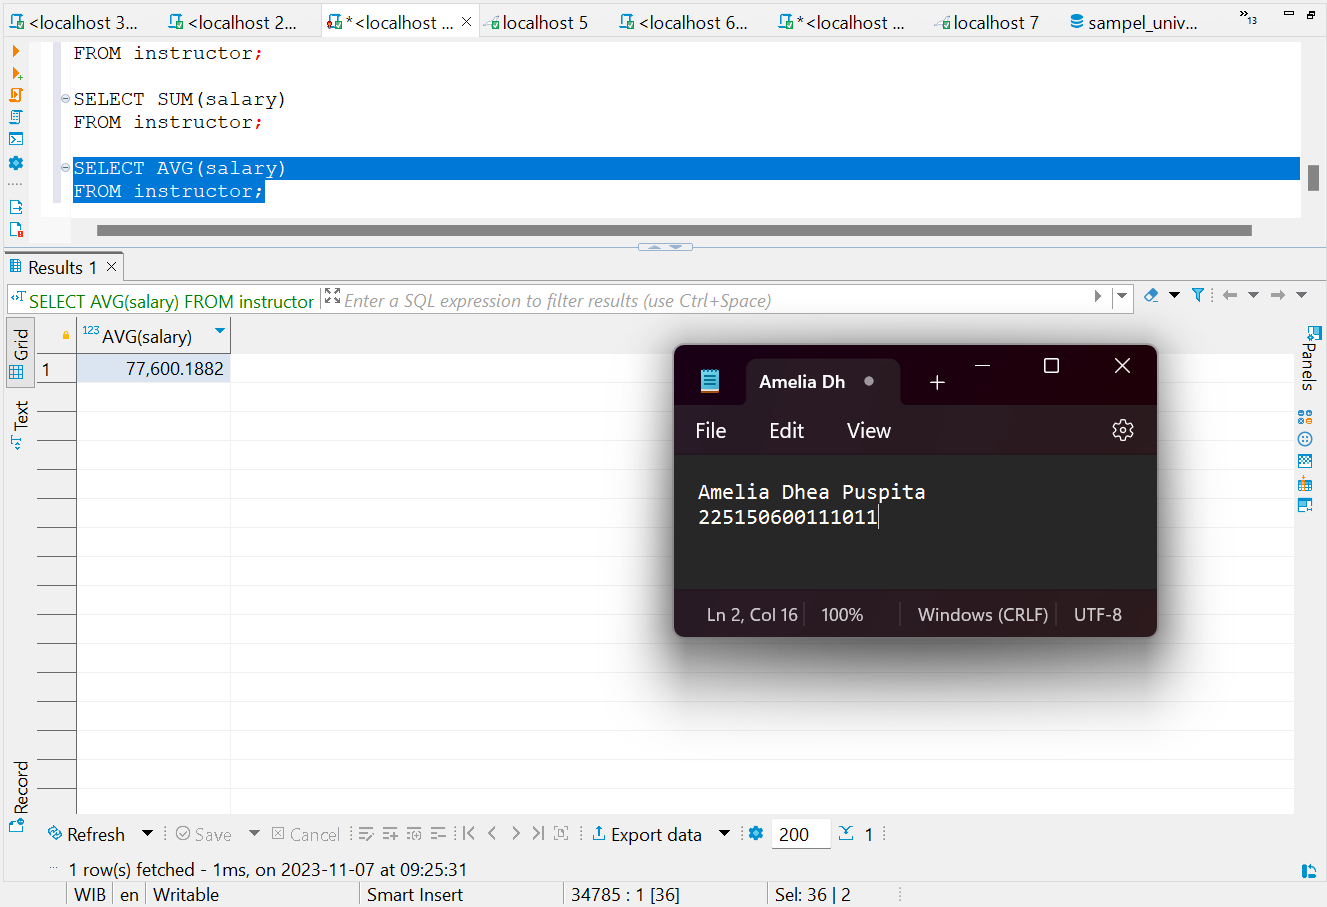 <localhost 3...
<localhost 2...
*<localhost ...
localhost 5
<localhost 6...
*<localhost ...
localhost 7
sampel_univ...
»13
FROM instructor;
SELECT SUM(salary)
FROM instructor;
SELECT AVG(salary)
FROM instructor;
Results 1
SELECT AVG(salary) FROM instructor
Enter a SQL expression to filter results (use Ctrl+Space)
Grid
Text
Record
123 AVG(salary)
1
77,600.1882
Panels
Amelia Dh
File Edit View
Amelia Dhea Puspita
225150600111011
Ln 2, Col 16 100% Windows (CRLF) UTF-8
Refresh Save Cancel Export data 200 1
1 row(s) fetched - 1ms, on 2023-11-07 at 09:25:31
WIB en Writable Smart Insert 34785 : 1 [36] Sel: 36 | 2